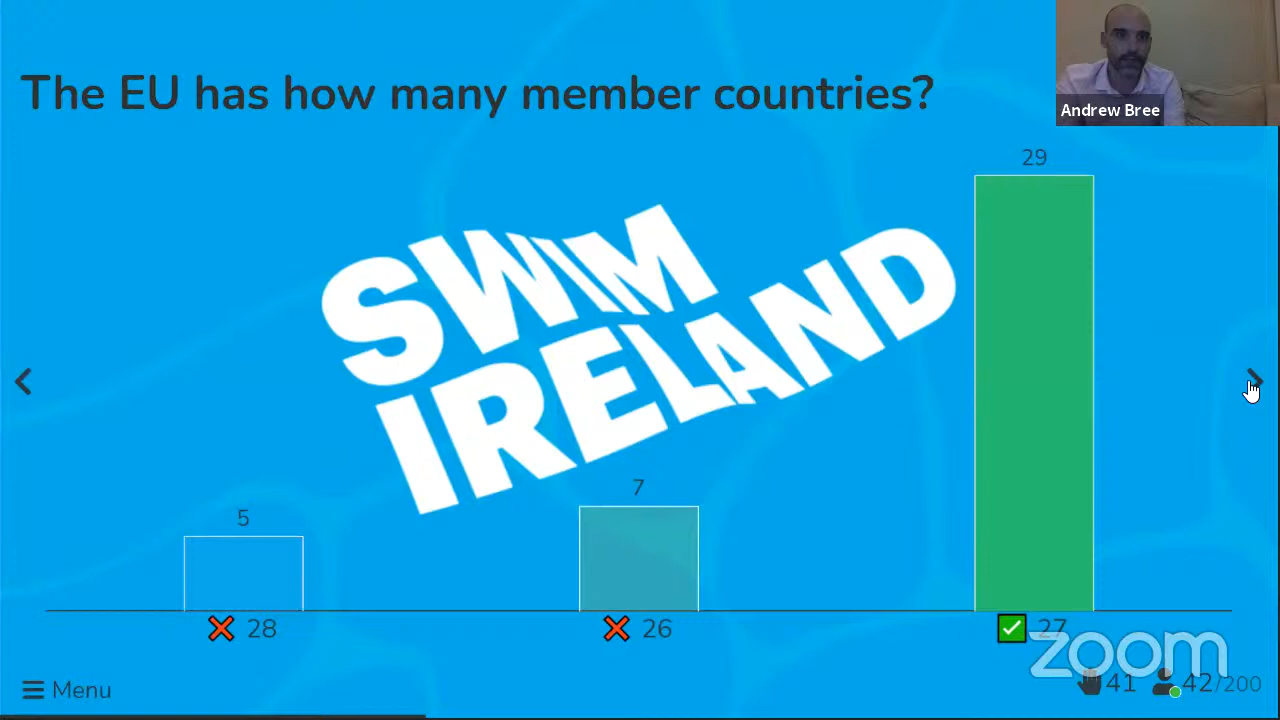 The EU has how many member countries?
Andrew Bree
29
SWIM
IRELAND
7
5
28
26
27
zoom
Menu
41
42/200